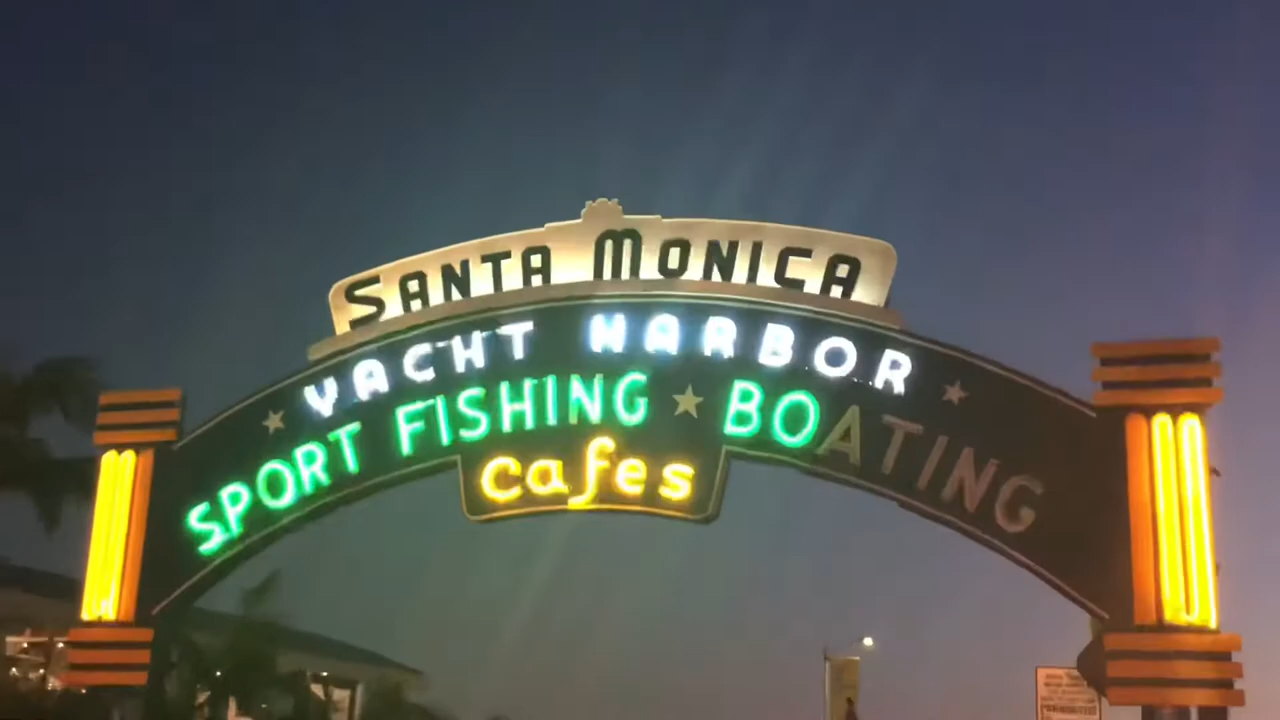 SANTA MONICA
YACHT HARBOR
SPORT FISHING ★ BOATING
Cafes